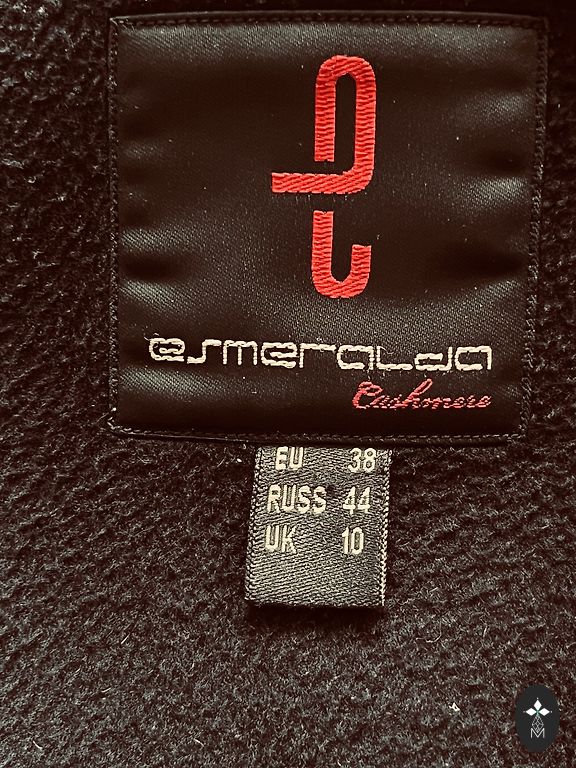 esmeralda
Cashmere
EU 38
RUSS 44
UK 10
M